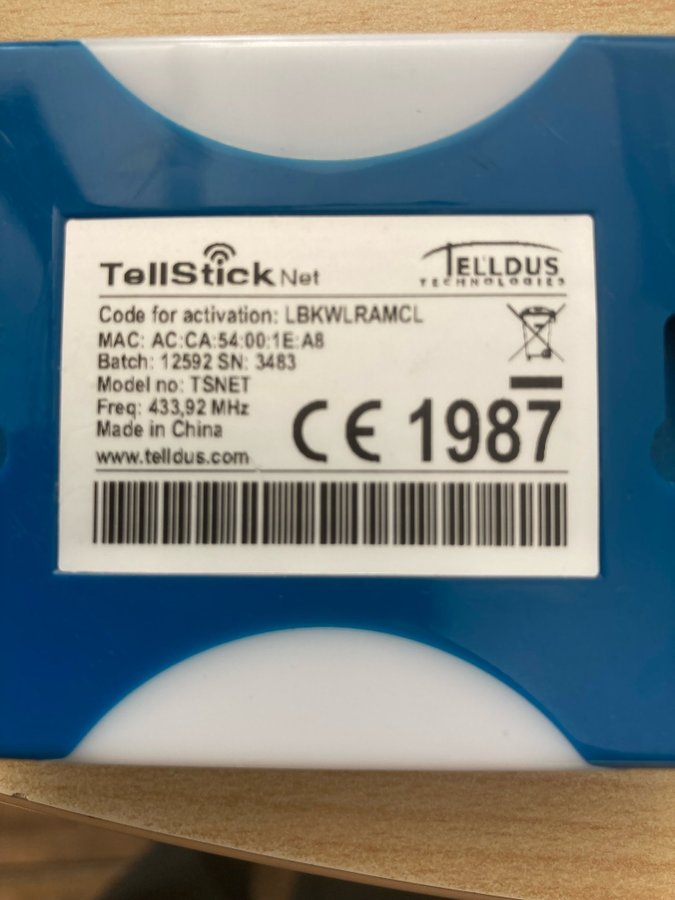 TellStick Net
TELLDUS
TECHNOLOGIES
Code for activation: LBKWLRAMCL
MAC: AC:CA:54:00:1E:A8
Batch: 12592 SN: 3483
Model no: TSNET
Freq: 433,92 MHz
Made in China
www.telldus.com
CE 1987